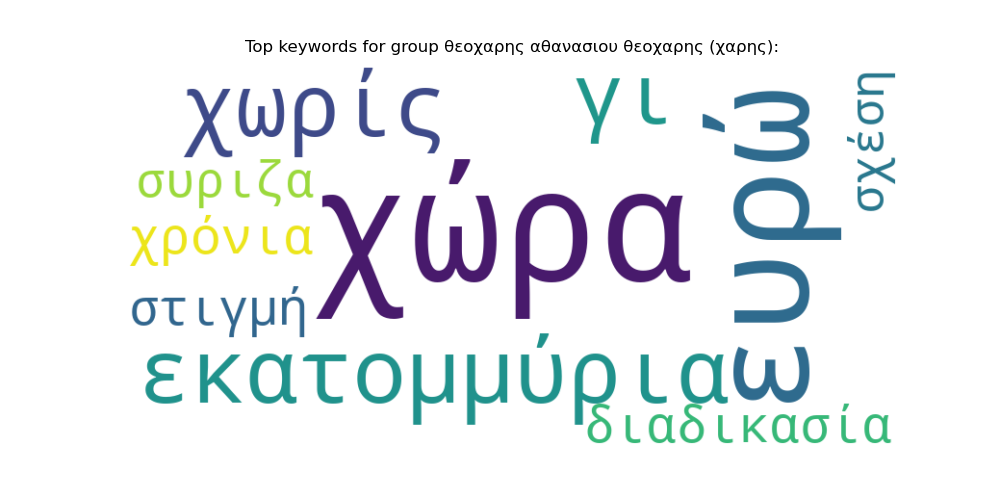 Top keywords for group θεοχαρης αθανασιου θεοχαρης (χαρης):
χωρίς
γι
ευρώ
σχέση
συριζα
χώρα
χρόνια
στιγμή
εκατομμύρια
διαδικασία